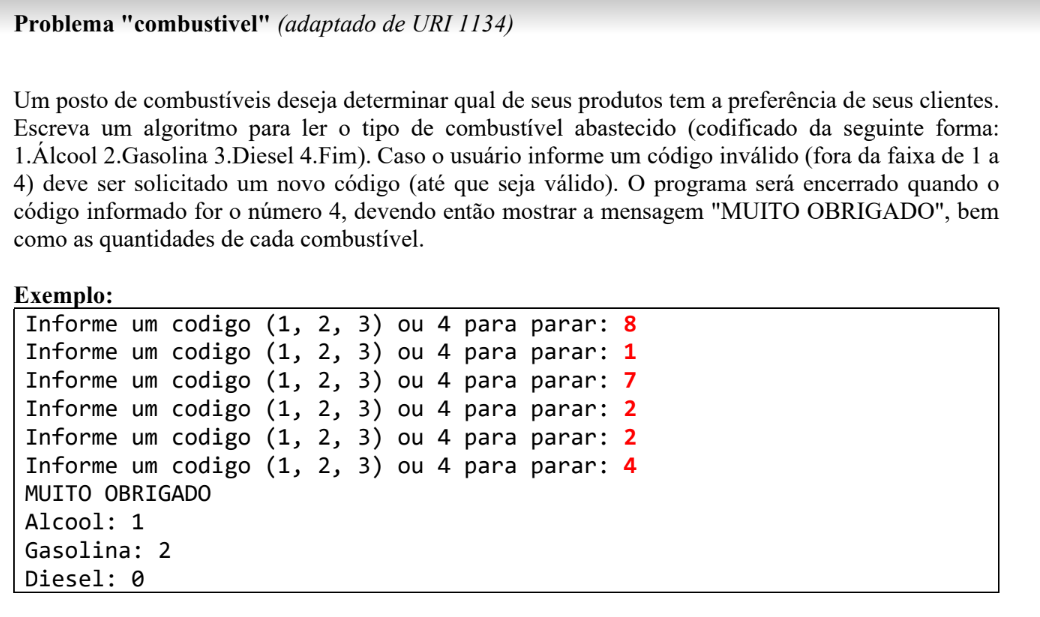 Problema "combustivel" (adaptado de URI 1134)
Um posto de combustíveis deseja determinar qual de seus produtos tem a preferência de seus clientes.
Escreva um algoritmo para ler o tipo de combustível abastecido (codificado da seguinte forma:
1.Álcool 2.Gasolina 3.Diesel 4.Fim). Caso o usuário informe um código inválido (fora da faixa de 1 a
4) deve ser solicitado um novo código (até que seja válido). O programa será encerrado quando o
código informado for o número 4, devendo então mostrar a mensagem "MUITO OBRIGADO", bem
como as quantidades de cada combustível.
Exemplo:
Informe um codigo (1, 2, 3) ou 4 para parar: 8
Informe um codigo (1, 2, 3) ou 4 para parar: 1
Informe um codigo (1, 2, 3) ou 4 para parar: 7
Informe um codigo (1, 2, 3) ou 4 para parar: 2
Informe um codigo (1, 2, 3) ou 4 para parar: 2
Informe um codigo (1, 2, 3) ou 4 para parar: 4
MUITO OBRIGADO
Alcool: 1
Gasolina: 2
Diesel: 0